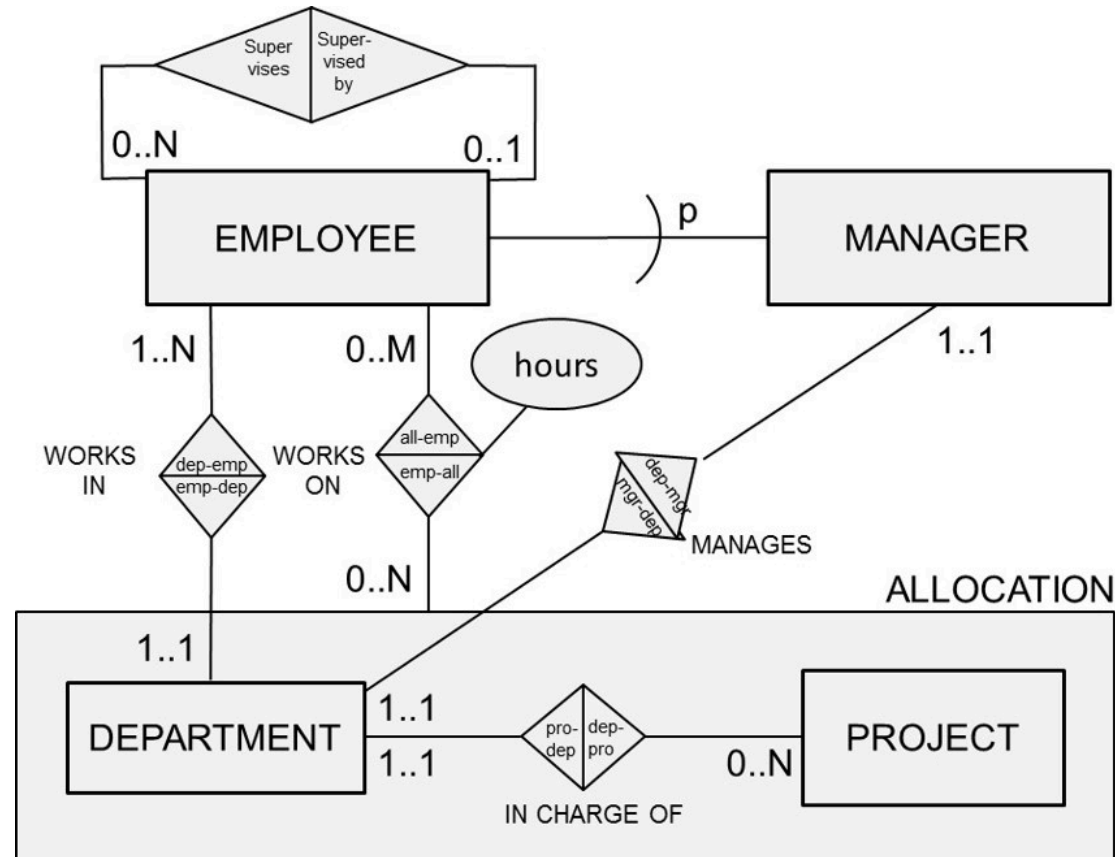 Super
vises
Super-
vised
by
0..N
0..1
EMPLOYEE
p
MANAGER
1..N
0..M
1..1
hours
WORKS
IN
dep-emp
emp-dep
WORKS
ON
all-emp
emp-all
dep-mgr
mgr-dep
MANAGES
0..N
ALLOCATION
1..1
DEPARTMENT
1..1
1..1
pro-
dep
dep-
pro
0..N
PROJECT
IN CHARGE OF